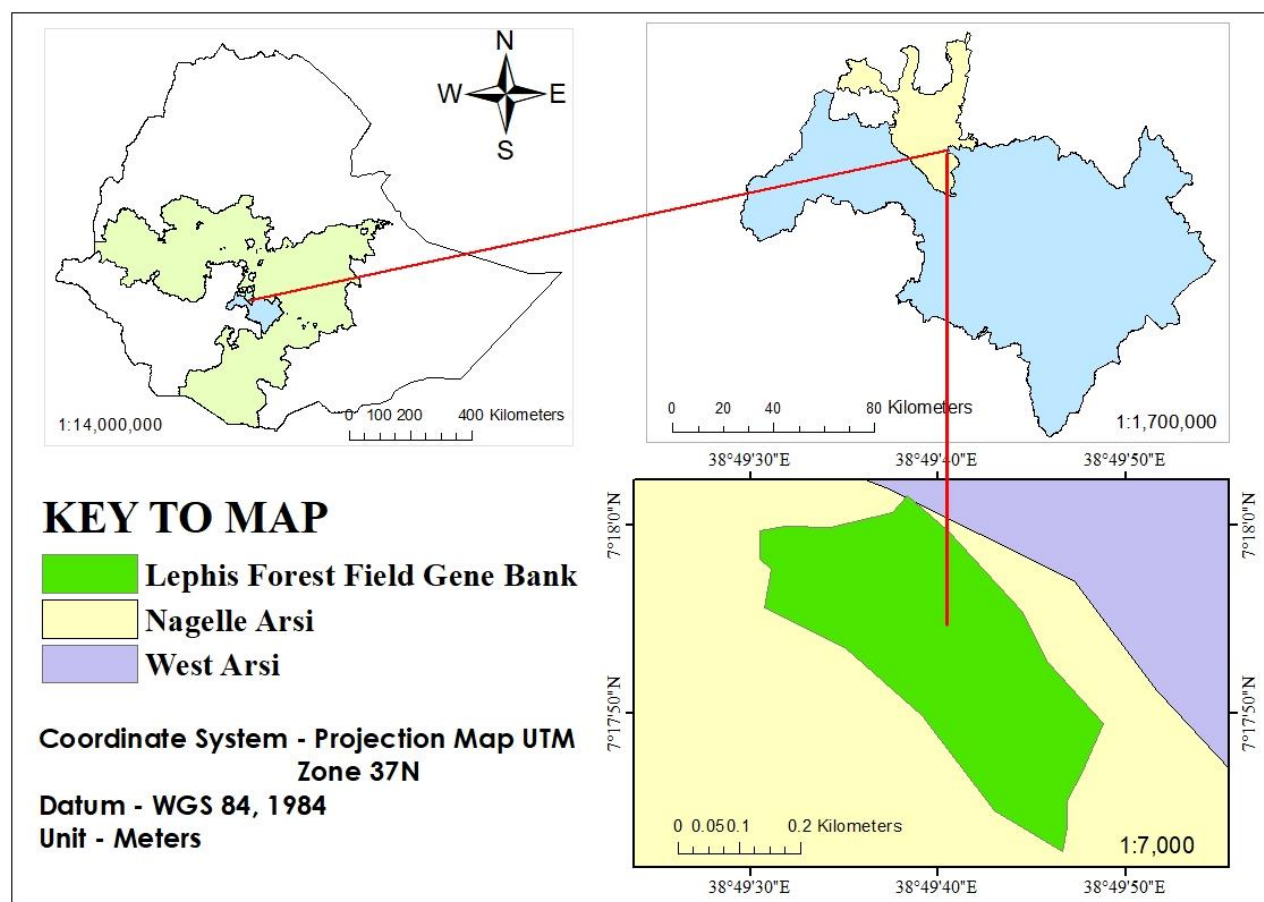 N
W E
S
1:14,000,000
0 100 200 400 Kilometers
0 20 40 80 Kilometers
1:1,700,000
KEY TO MAP
Lephis Forest Field Gene Bank
Nagelle Arsi
West Arsi
Coordinate System - Projection Map UTM
Zone 37N
Datum - WGS 84, 1984
Unit - Meters
38°49'30"E 38°49'40"E 38°49'50"E
7°18'0"N 7°18'0"N
7°17'50"N 7°17'50"N
0 0.05 0.1 0.2 Kilometers
1:7,000
38°49'30"E 38°49'40"E 38°49'50"E